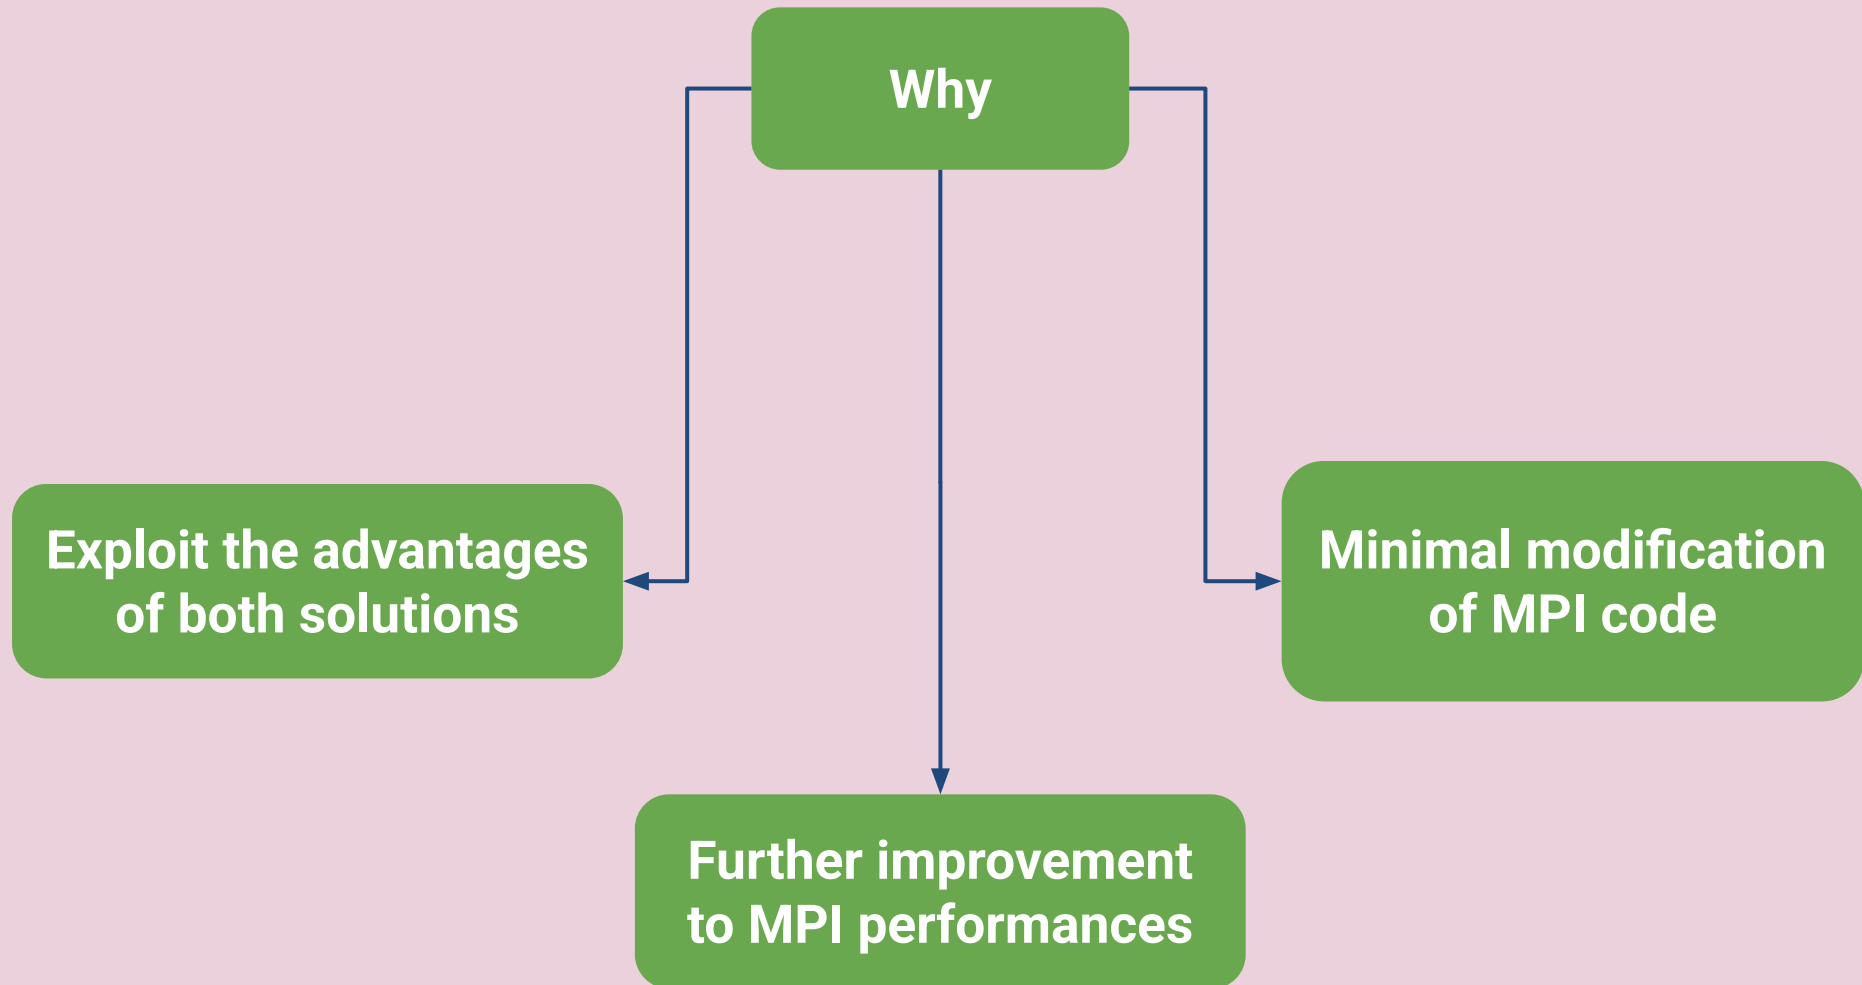 Why
Exploit the advantages
of both solutions
Minimal modification
of MPI code
Further improvement
to MPI performances